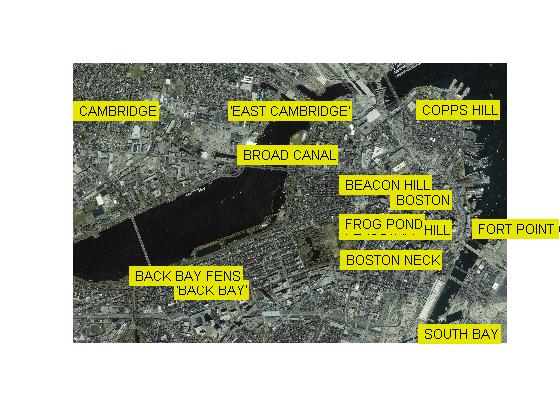 CAMBRIDGE
'EAST CAMBRIDGE'
COPPS HILL
BROAD CANAL
BEACON HILL
BOSTON
FROG POND
HILL
FORT POINT
BOSTON NECK
BACK BAY FENS
'BACK BAY'
SOUTH BAY